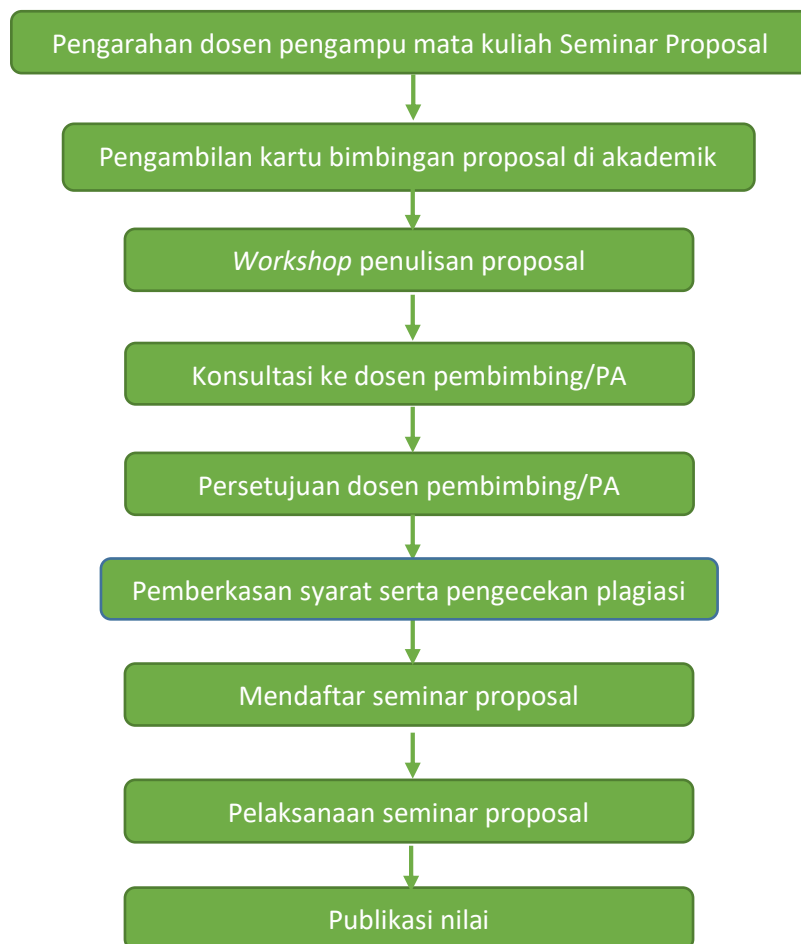 Pengarahan dosen pengampu mata kuliah Seminar Proposal
Pengambilan kartu bimbingan proposal di akademik
Workshop penulisan proposal
Konsultasi ke dosen pembimbing/PA
Persetujuan dosen pembimbing/PA
Pemberkasan syarat serta pengecekan plagiasi
Mendaftar seminar proposal
Pelaksanaan seminar proposal
Publikasi nilai